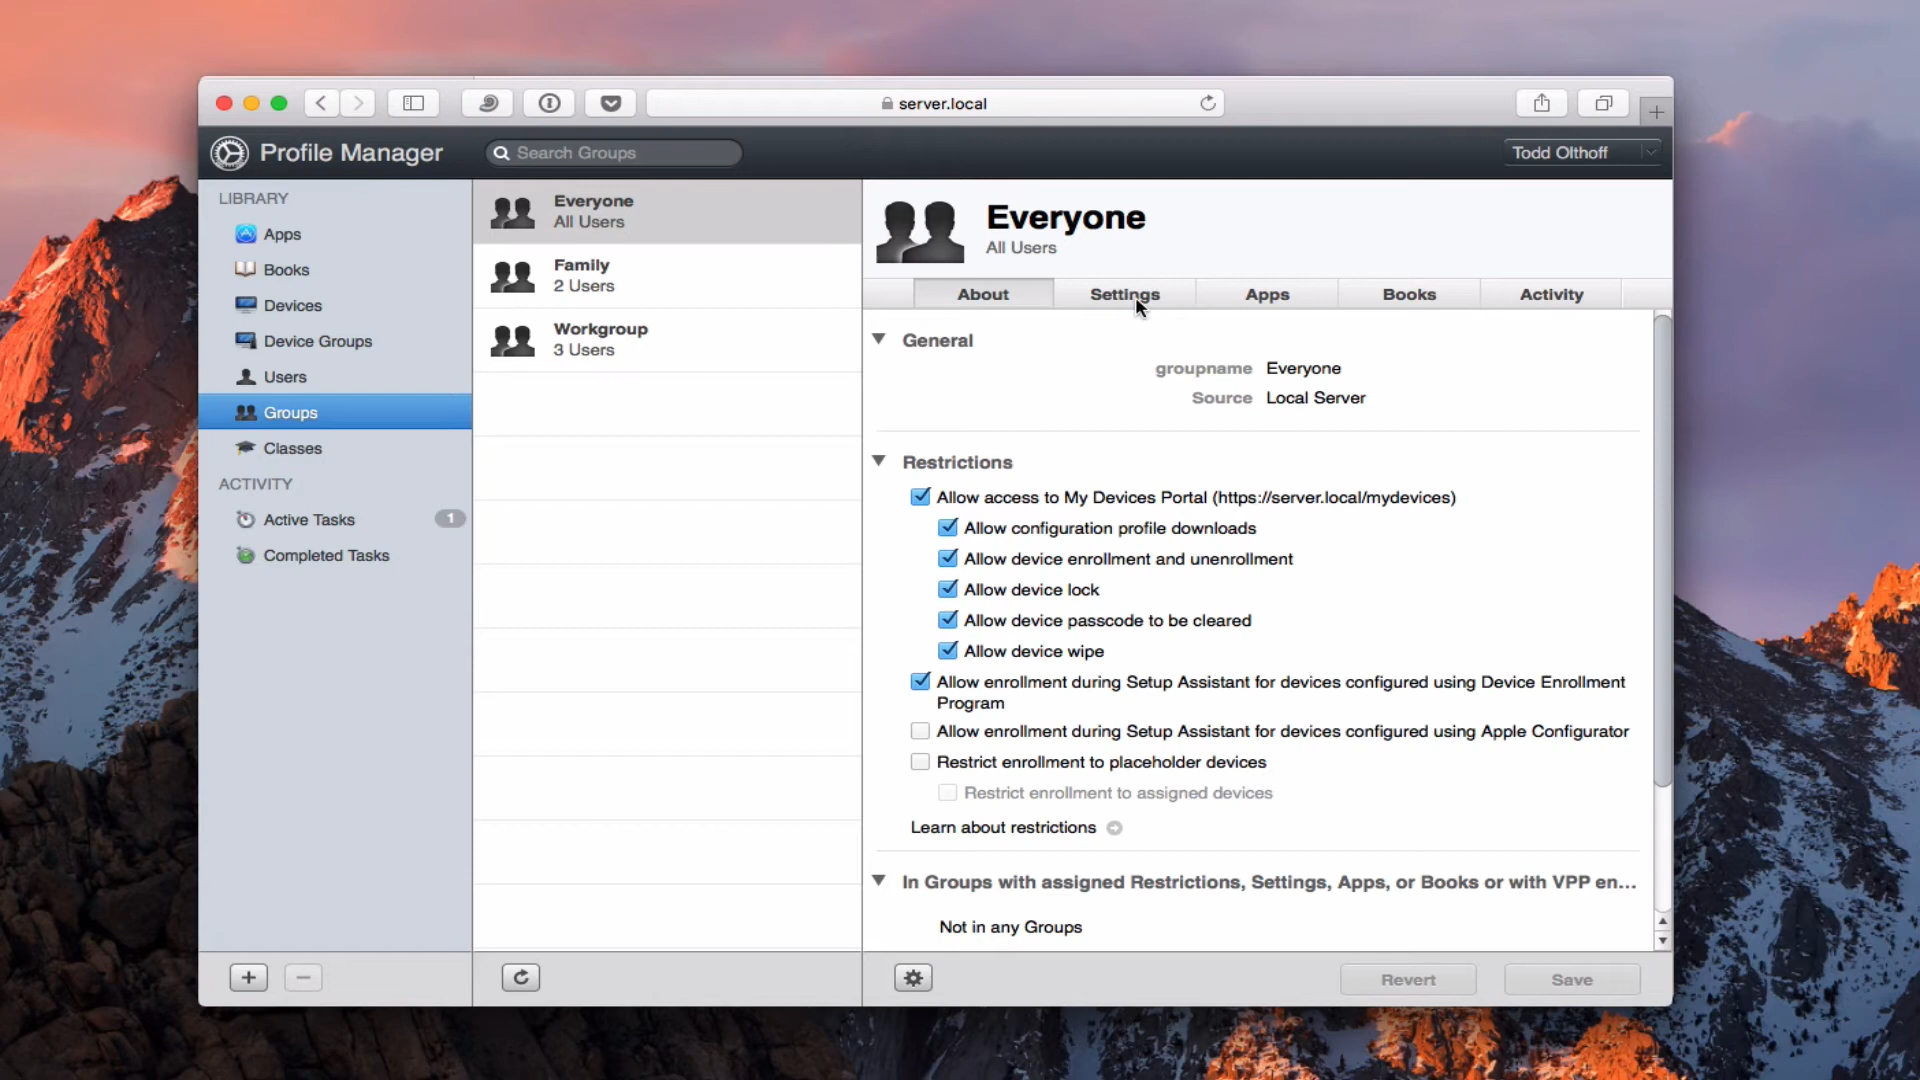 server.local
Profile Manager
Search Groups
Todd Olthoff
LIBRARY
Apps
Books
Devices
Device Groups
Users
Groups
Classes
ACTIVITY
Active Tasks
1
Completed Tasks
Everyone
All Users
Family
2 Users
Workgroup
3 Users
Everyone
All Users
About
Settings
Apps
Books
Activity
General
groupname Everyone
Source Local Server
Restrictions
Allow access to My Devices Portal (https://server.local/mydevices)
Allow configuration profile downloads
Allow device enrollment and unenrollment
Allow device lock
Allow device passcode to be cleared
Allow device wipe
Allow enrollment during Setup Assistant for devices configured using Device Enrollment
Program
Allow enrollment during Setup Assistant for devices configured using Apple Configurator
Restrict enrollment to placeholder devices
Restrict enrollment to assigned devices
Learn about restrictions
In Groups with assigned Restrictions, Settings, Apps, or Books or with VPP en...
Not in any Groups
Revert
Save